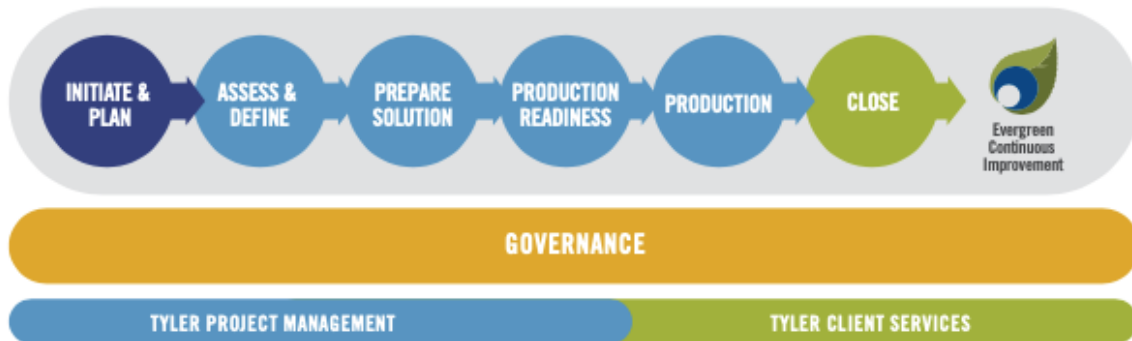 INITIATE &
PLAN
ASSESS &
DEFINE
PREPARE
SOLUTION
PRODUCTION
READINESS
PRODUCTION
CLOSE
Evergreen
Continuous
Improvement
GOVERNANCE
TYLER PROJECT MANAGEMENT
TYLER CLIENT SERVICES